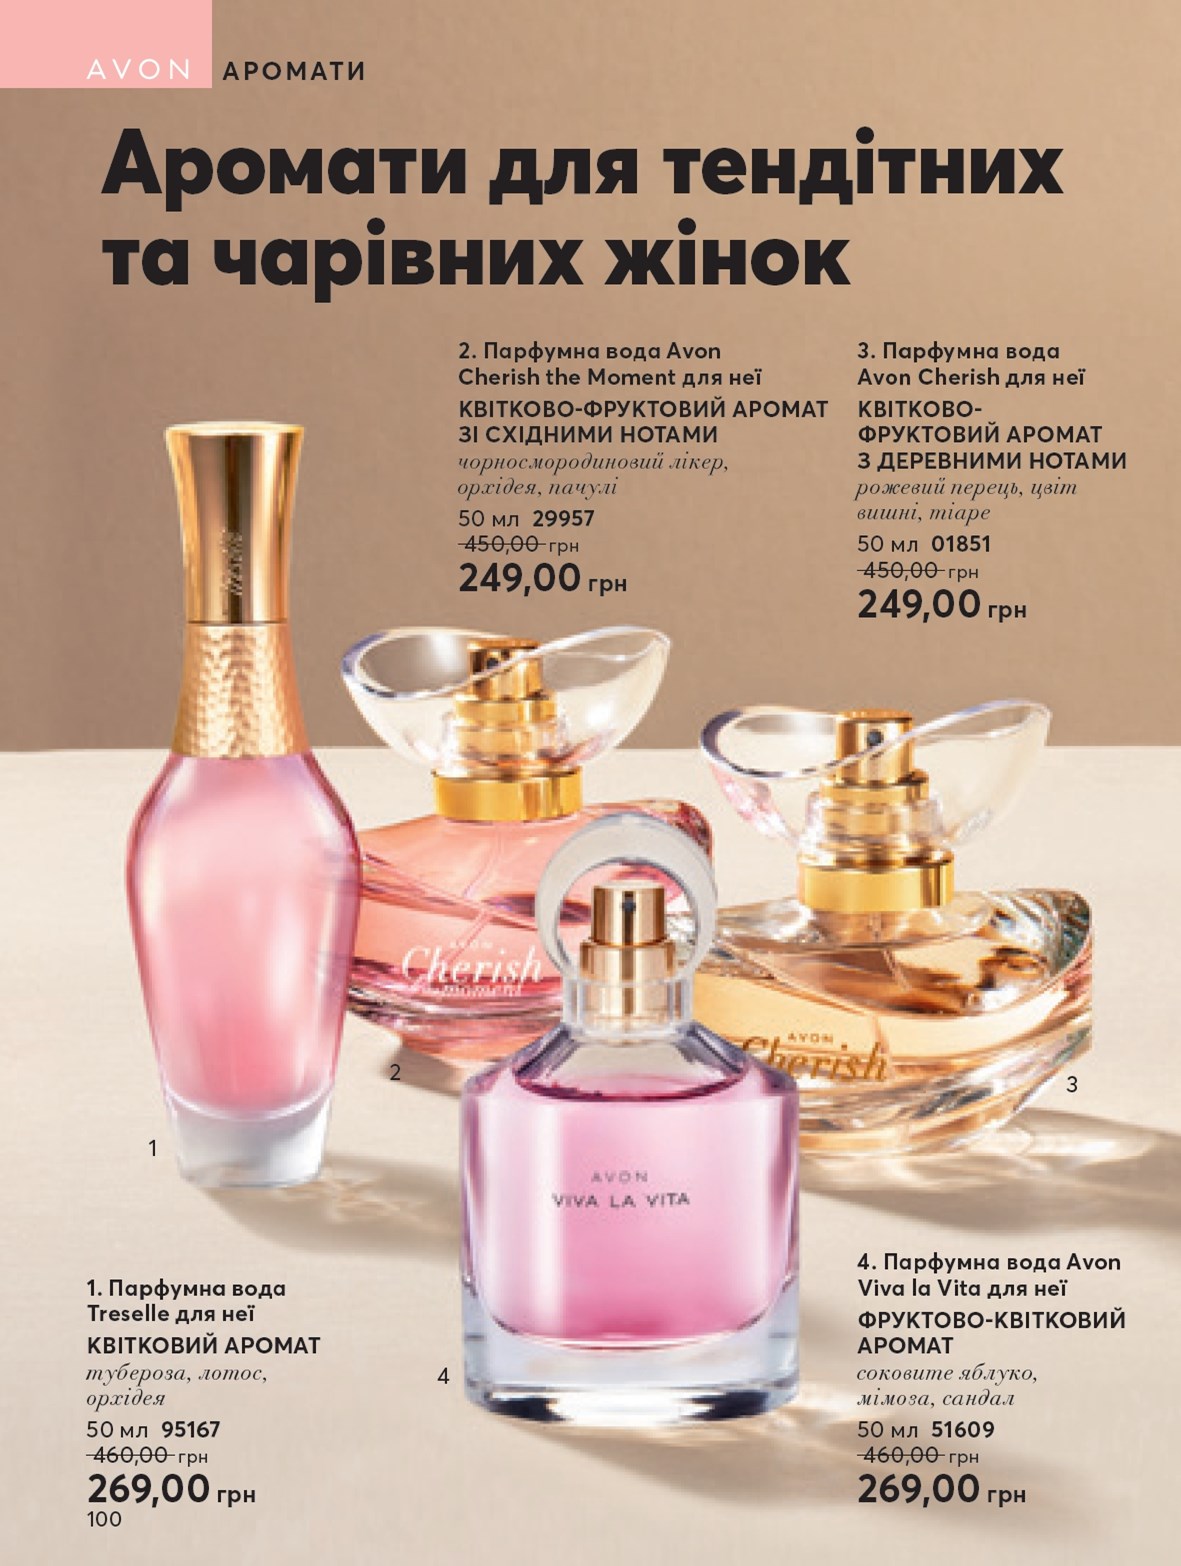 AVON АРОМАТИ
Аромати для тендітних
та чарівних жінок
2. Парфумна вода Avon
Cherish the Moment для неї
КВІТКОВО-ФРУКТОВИЙ АРОМАТ
ЗІ СХІДНИМИ НОТАМИ
чорносмородиновий лікер,
орхідея, пачулі
50 мл 29957
450,00 грн
249,00 грн
3. Парфумна вода
Avon Cherish для неї
КВІТКОВО-
ФРУКТОВИЙ АРОМАТ
З ДЕРЕВНИМИ НОТАМИ
рожевий перець, цвіт
вишні, тіаре
50 мл 01851
450,00 грн
249,00 грн
AVON
Cherish
the moment
AVON
Cherish
2
3
1
AVON
VIVA LA VITA
4
1. Парфумна вода
Treselle для неї
КВІТКОВИЙ АРОМАТ
тубероза, лотос,
орхідея
50 мл 95167
460,00 грн
269,00 грн
100
4. Парфумна вода Avon
Viva la Vita для неї
ФРУКТОВО-КВІТКОВИЙ
АРОМАТ
соковите яблуко,
мімоза, сандал
50 мл 51609
460,00 грн
269,00 грн